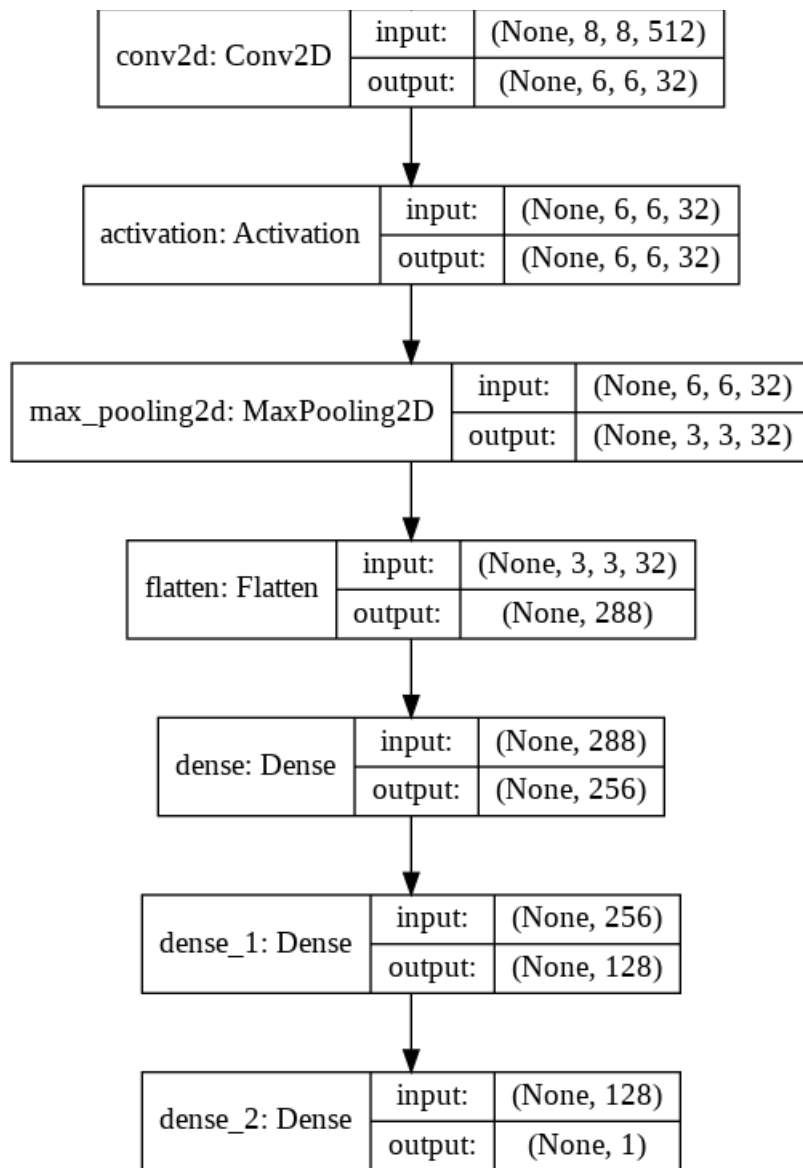 conv2d: Conv2D
input: (None, 8, 8, 512)
output: (None, 6, 6, 32)
activation: Activation
input: (None, 6, 6, 32)
output: (None, 6, 6, 32)
max_pooling2d: MaxPooling2D
input: (None, 6, 6, 32)
output: (None, 3, 3, 32)
flatten: Flatten
input: (None, 3, 3, 32)
output: (None, 288)
dense: Dense
input: (None, 288)
output: (None, 256)
dense_1: Dense
input: (None, 256)
output: (None, 128)
dense_2: Dense
input: (None, 128)
output: (None, 1)